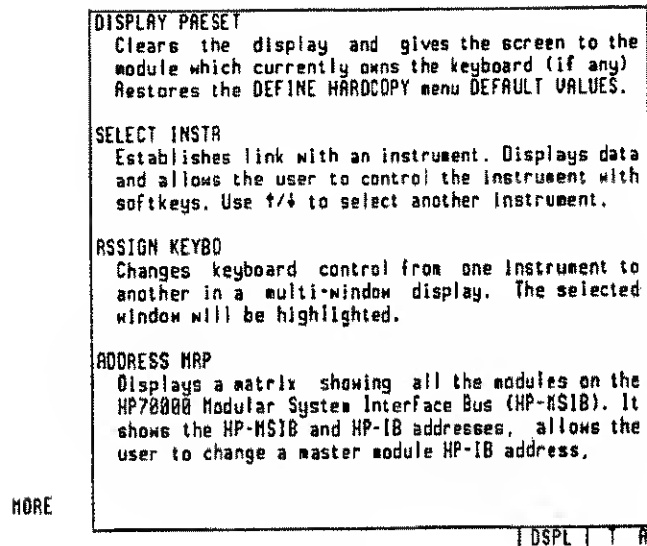 DISPLAY PRESET
Clears the display and gives the screen to the
module which currently owns the keyboard (if any)
Restores the DEFINE HARDCOPY menu DEFAULT VALUES.
SELECT INSTR
Establishes link with an instrument. Displays data
and allows the user to control the instrument with
softkeys. Use ↑/↓ to select another instrument.
ASSIGN KEYBD
Changes keyboard control from one instrument to
another in a multi-window display. The selected
window will be highlighted.
ADDRESS MAP
Displays a matrix showing all the modules on the
HP70000 Modular System Interface Bus (HP-MSIB). It
shows the HP-MSIB and HP-IB addresses, allows the
user to change a master module HP-IB address.
MORE
DSPL